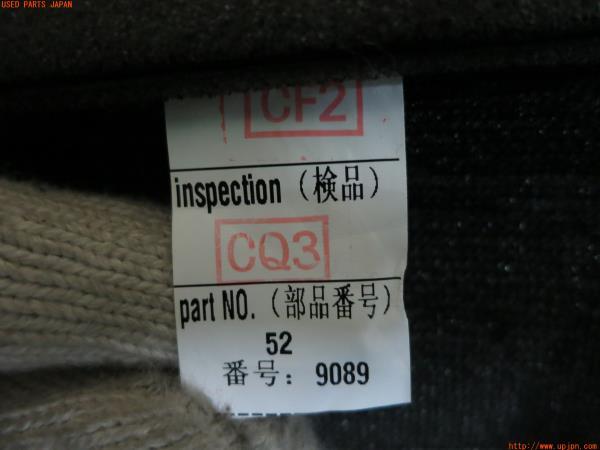 USED PARTS JAPAN
CF2
inspection（検品）
CQ3
part NO.（部品番号）
52
番号：9089
http://www.upjpn.com/